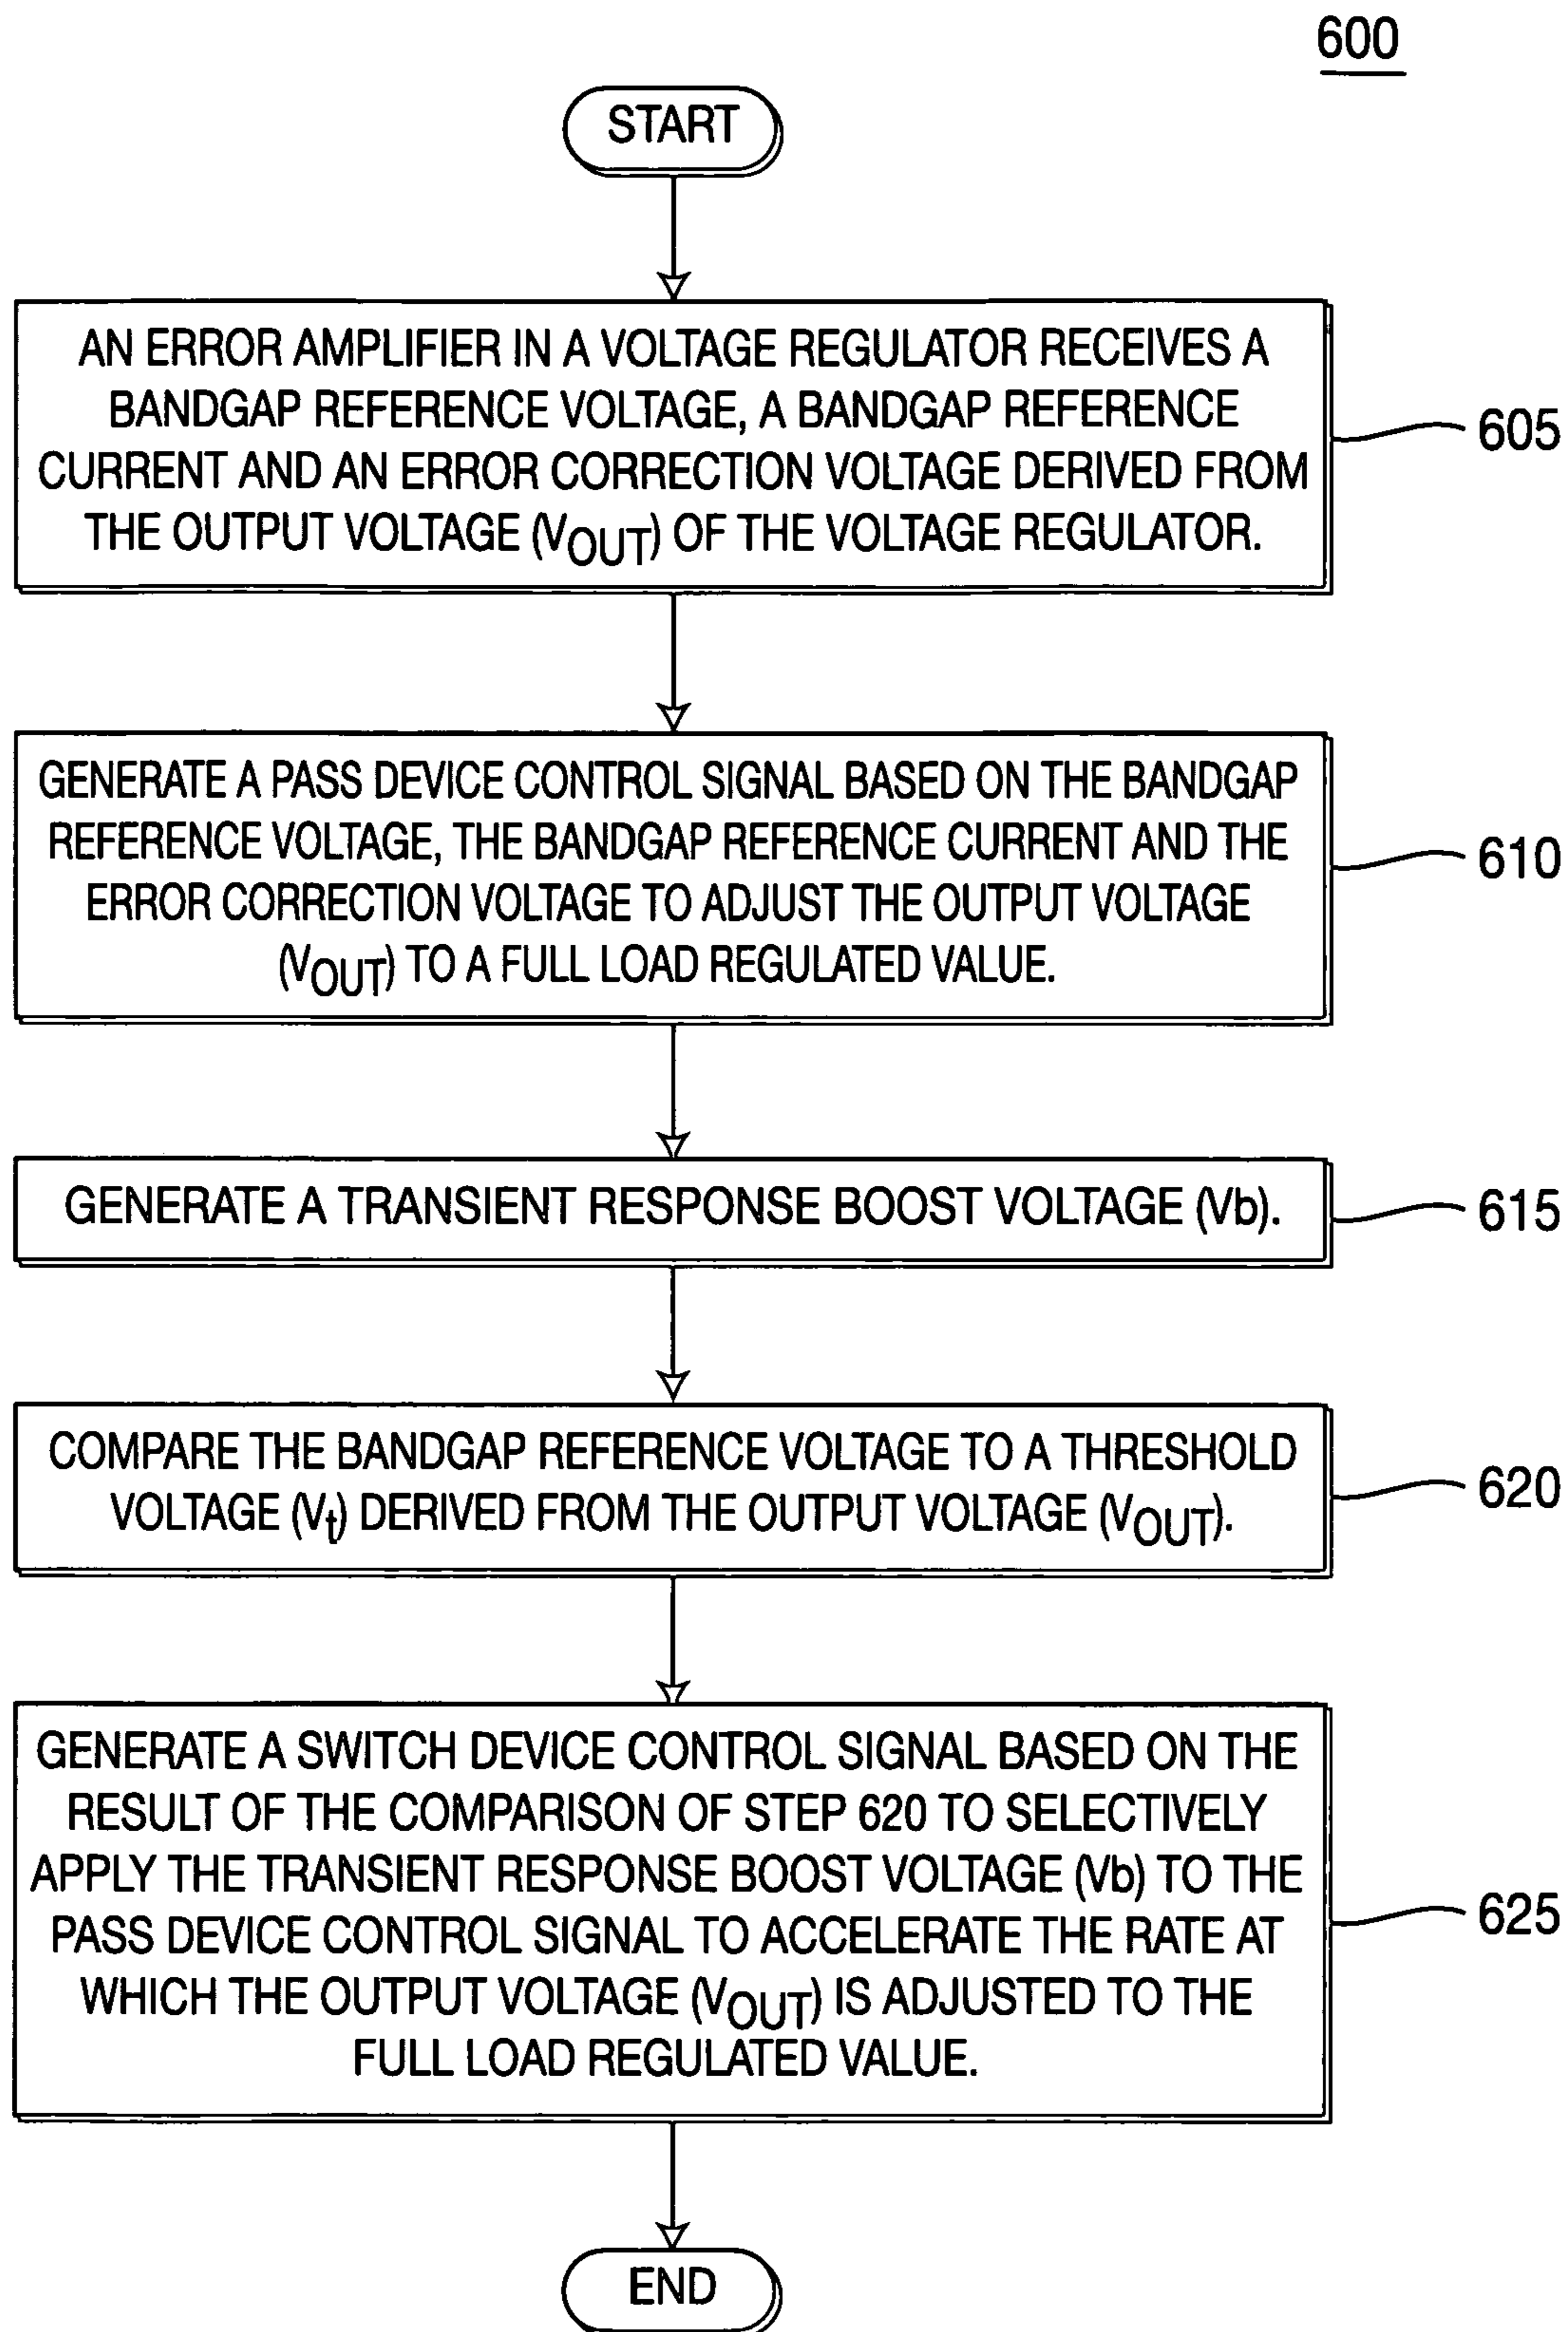 600
START
AN ERROR AMPLIFIER IN A VOLTAGE REGULATOR RECEIVES A
BANDGAP REFERENCE VOLTAGE, A BANDGAP REFERENCE
CURRENT AND AN ERROR CORRECTION VOLTAGE DERIVED FROM
THE OUTPUT VOLTAGE (VOUT) OF THE VOLTAGE REGULATOR.
605
GENERATE A PASS DEVICE CONTROL SIGNAL BASED ON THE BANDGAP
REFERENCE VOLTAGE, THE BANDGAP REFERENCE CURRENT AND THE
ERROR CORRECTION VOLTAGE TO ADJUST THE OUTPUT VOLTAGE
(VOUT) TO A FULL LOAD REGULATED VALUE.
610
GENERATE A TRANSIENT RESPONSE BOOST VOLTAGE (Vb).
615
COMPARE THE BANDGAP REFERENCE VOLTAGE TO A THRESHOLD
VOLTAGE (Vt) DERIVED FROM THE OUTPUT VOLTAGE (VOUT).
620
GENERATE A SWITCH DEVICE CONTROL SIGNAL BASED ON THE
RESULT OF THE COMPARISON OF STEP 620 TO SELECTIVELY
APPLY THE TRANSIENT RESPONSE BOOST VOLTAGE (Vb) TO THE
PASS DEVICE CONTROL SIGNAL TO ACCELERATE THE RATE AT
WHICH THE OUTPUT VOLTAGE (VOUT) IS ADJUSTED TO THE
FULL LOAD REGULATED VALUE.
625
END